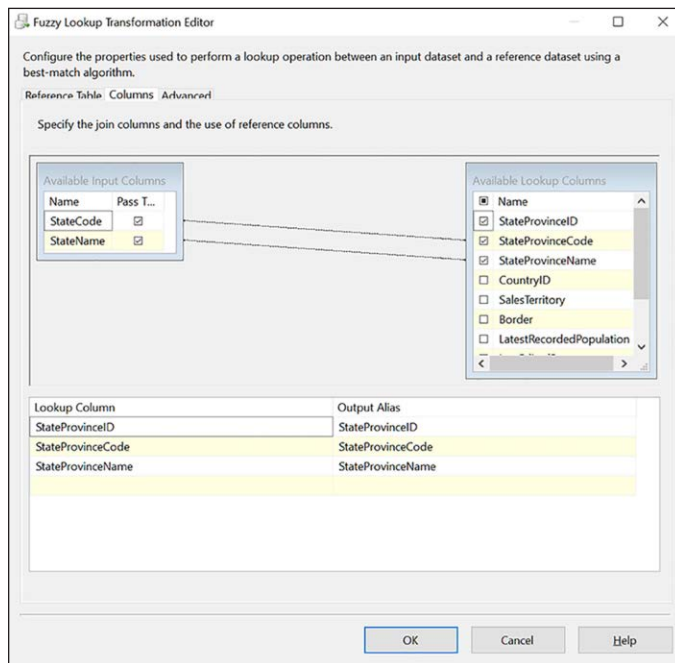 Fuzzy Lookup Transformation Editor
Configure the properties used to perform a lookup operation between an input dataset and a reference dataset using a
best-match algorithm.
Reference Table Columns Advanced
Specify the join columns and the use of reference columns.
Available Input Columns
Name Pass T...
StateCode
StateName
Available Lookup Columns
Name
StateProvinceID
StateProvinceCode
StateProvinceName
CountryID
SalesTerritory
Border
LatestRecordedPopulation
Lookup Column Output Alias
StateProvinceID StateProvinceID
StateProvinceCode StateProvinceCode
StateProvinceName StateProvinceName
OK Cancel Help